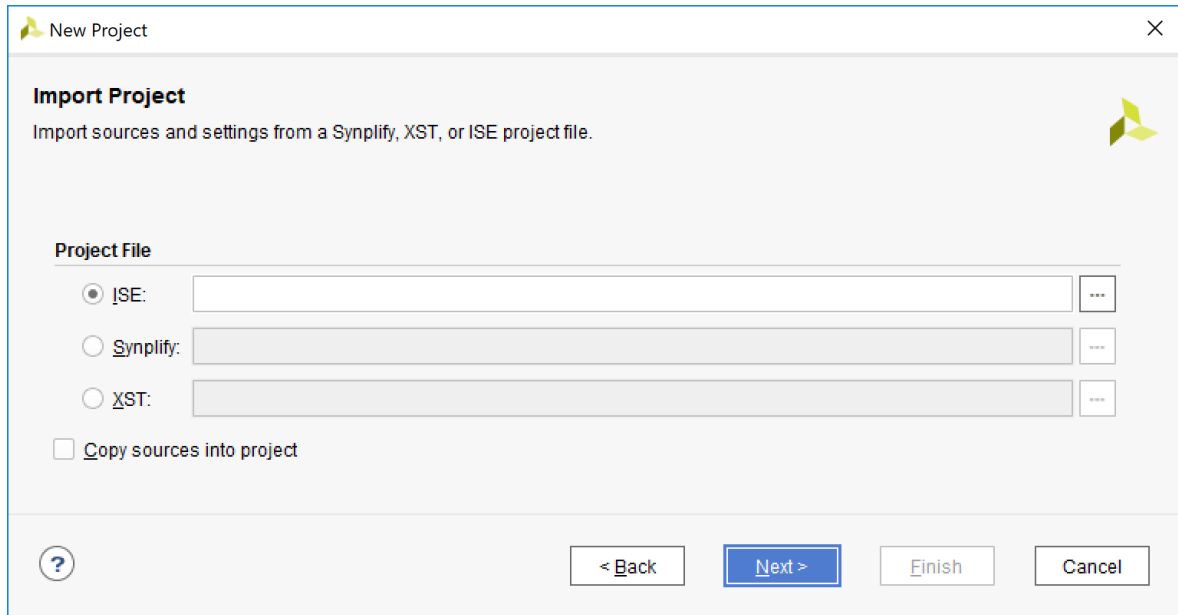 New Project
Import Project
Import sources and settings from a Synplify, XST, or ISE project file.
Project File
ISE:
...
Synplify:
...
XST:
...
Copy sources into project
?
< Back
Next >
Finish
Cancel